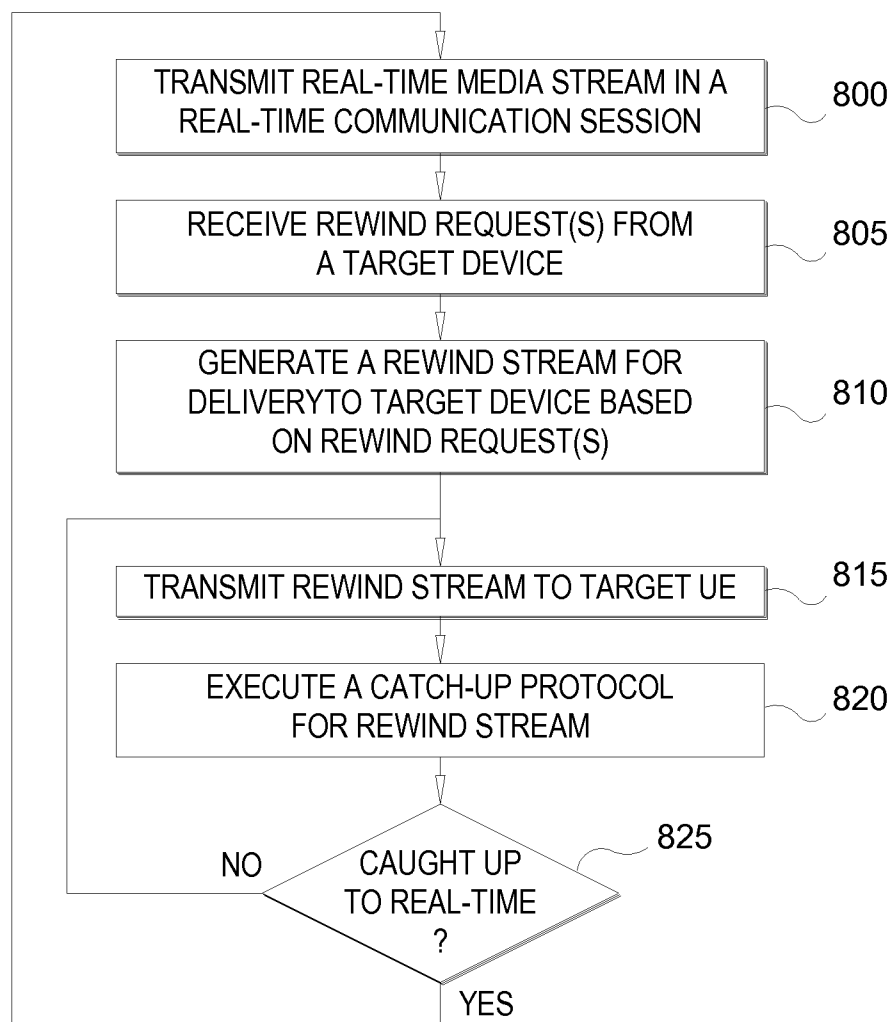 TRANSMIT REAL-TIME MEDIA STREAM IN A
REAL-TIME COMMUNICATION SESSION
800
RECEIVE REWIND REQUEST(S) FROM
A TARGET DEVICE
805
GENERATE A REWIND STREAM FOR
DELIVERYTO TARGET DEVICE BASED
ON REWIND REQUEST(S)
810
TRANSMIT REWIND STREAM TO TARGET UE
815
EXECUTE A CATCH-UP PROTOCOL
FOR REWIND STREAM
820
CAUGHT UP
TO REAL-TIME
?
825
NO
YES